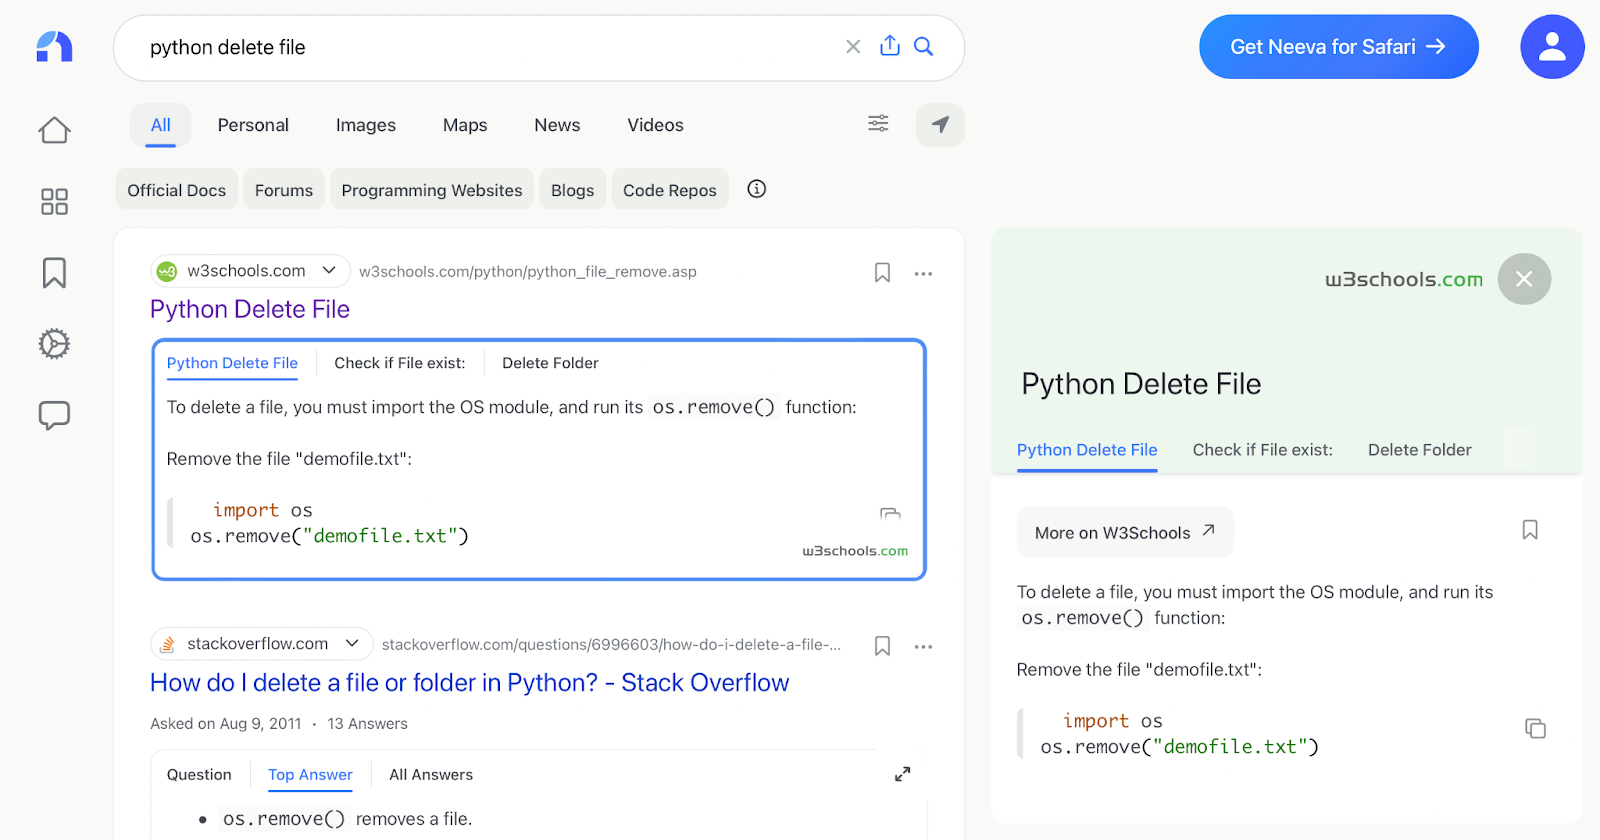 python delete file
Get Neeva for Safari →
All Personal Images Maps News Videos
Official Docs Forums Programming Websites Blogs Code Repos
w3schools.com w3schools.com/python/python_file_remove.asp
Python Delete File
Python Delete File Check if File exist: Delete Folder
To delete a file, you must import the OS module, and run its os.remove() function:
Remove the file "demofile.txt":
import os
os.remove("demofile.txt")
w3schools.com
stackoverflow.com stackoverflow.com/questions/6996603/how-do-i-delete-a-file-...
How do I delete a file or folder in Python? - Stack Overflow
Asked on Aug 9, 2011 · 13 Answers
Question Top Answer All Answers
• os.remove() removes a file.
w3schools.com
Python Delete File
Python Delete File Check if File exist: Delete Folder
More on W3Schools ↗
To delete a file, you must import the OS module, and run its
os.remove() function:
Remove the file "demofile.txt":
import os
os.remove("demofile.txt")